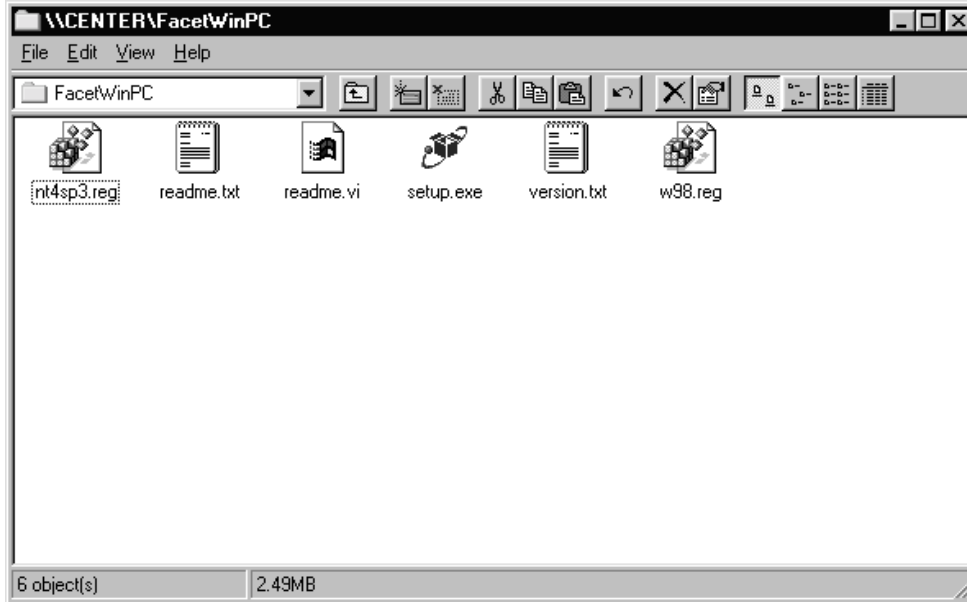 \\CENTER\FacetWinPC
File Edit View Help
FacetWinPC
nt4sp3.reg readme.txt readme.vi setup.exe version.txt w98.reg
6 object(s) 2.49MB